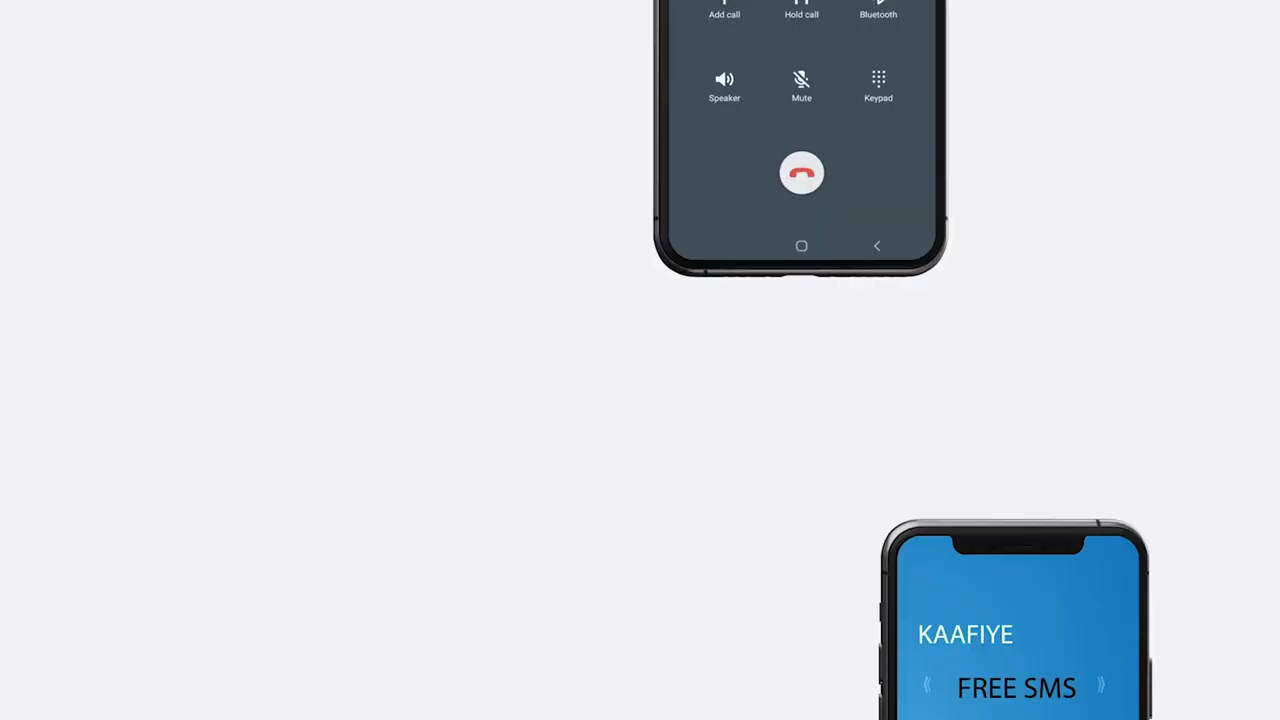 Add call Hold call Bluetooth
Speaker Mute Keypad
KAAFIYE
FREE SMS